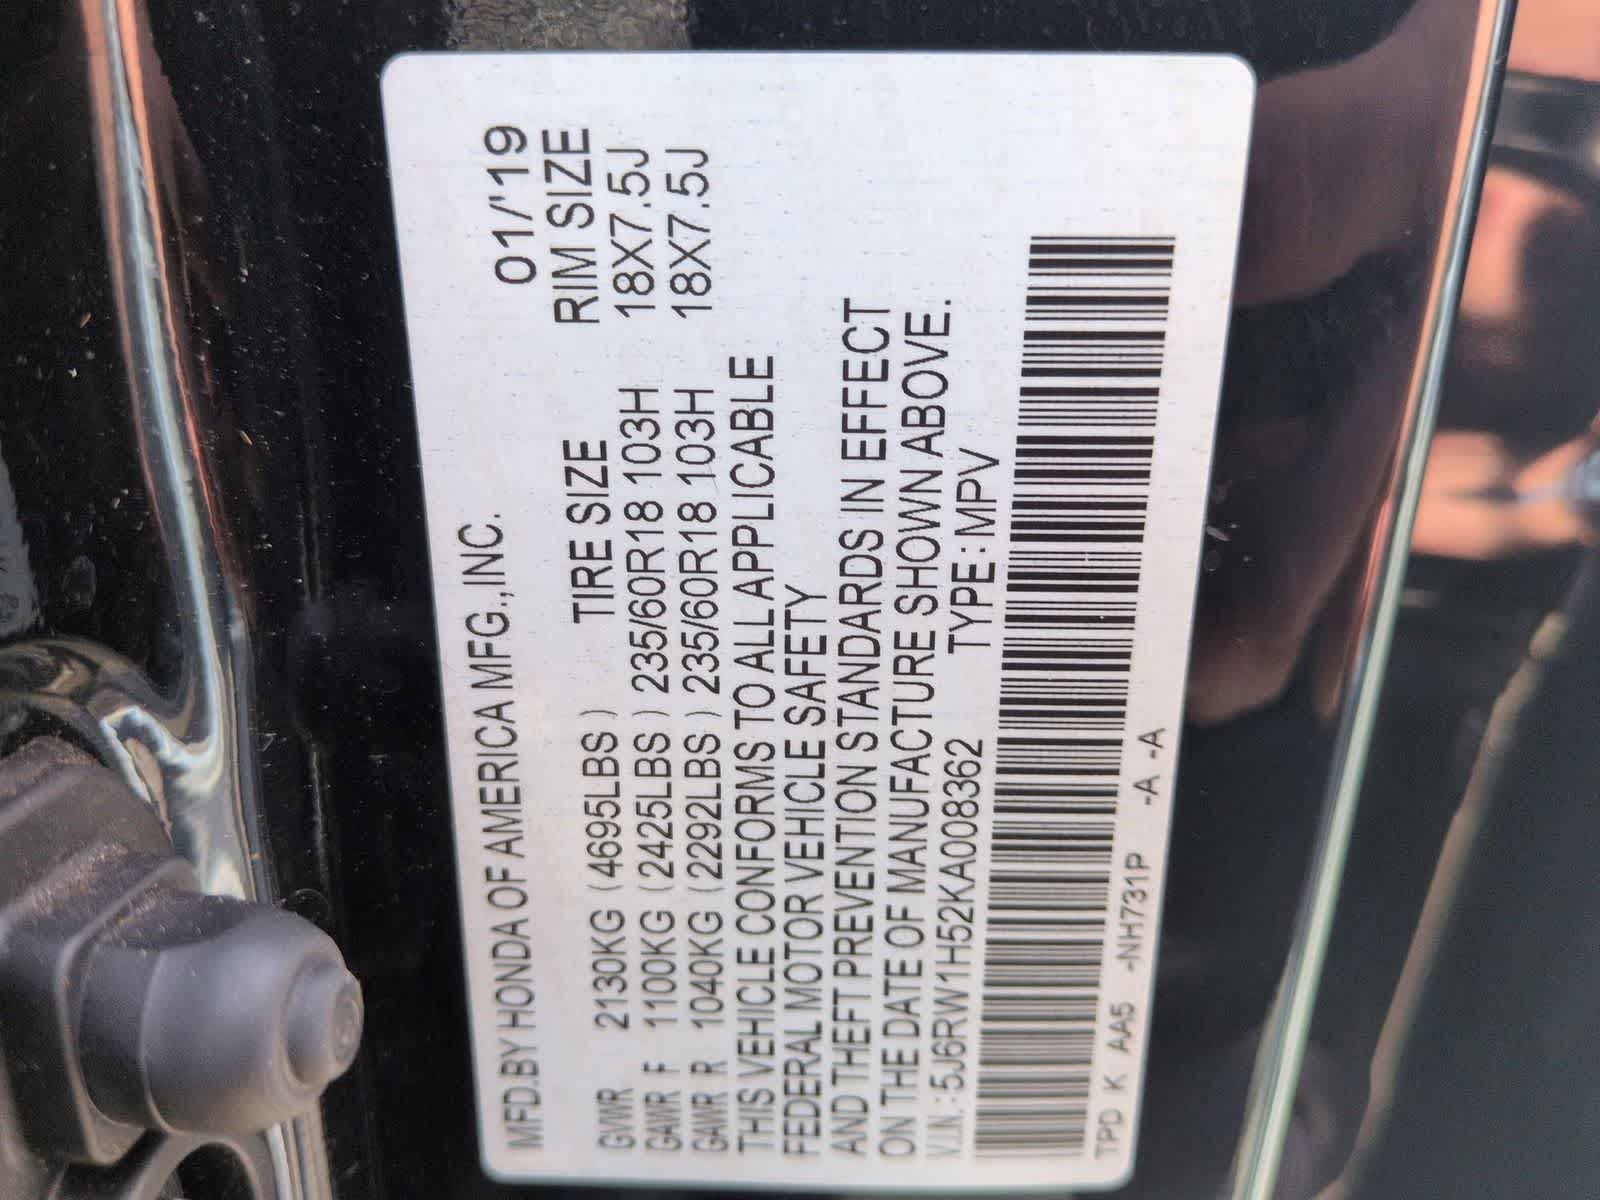 MFD.BY HONDA OF AMERICA MFG.,INC. 01/'19
TIRE SIZE RIM SIZE
GVWR 2130KG (4695LBS)
GAWR F 1100KG (2425LBS) 235/60R18 103H 18X7.5J
GAWR R 1040KG (2292LBS) 235/60R18 103H 18X7.5J
THIS VEHICLE CONFORMS TO ALL APPLICABLE
FEDERAL MOTOR VEHICLE SAFETY
AND THEFT PREVENTION STANDARDS IN EFFECT
ON THE DATE OF MANUFACTURE SHOWN ABOVE.
V.I.N.:5J6RW1H52KA008362 TYPE:MPV
TPD K AA5 -NH731P -A -A